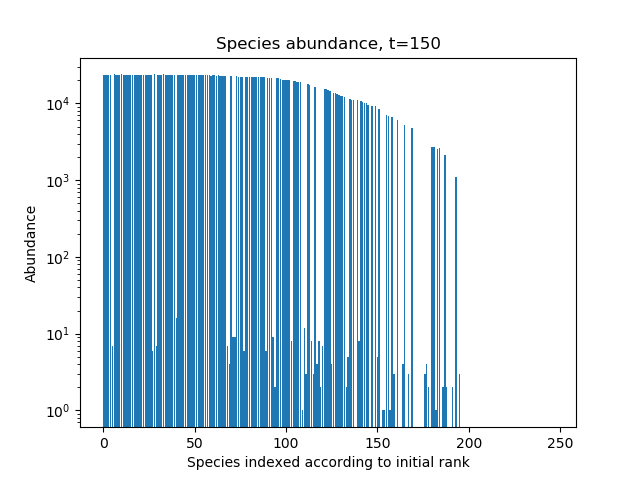 Species abundance, t=150
Abundance
10^4
10^3
10^2
10^1
10^0
0 50 100 150 200 250
Species indexed according to initial rank